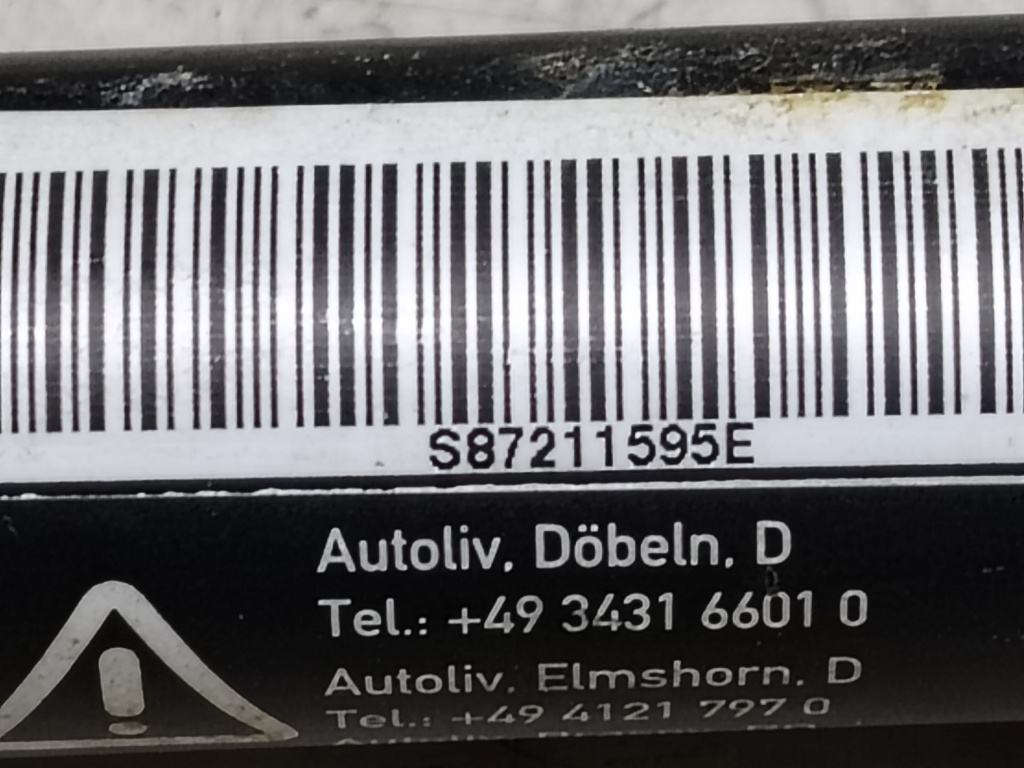 S87211595E
Autoliv, Döbeln, D
Tel.: +49 3431 6601 0
Autoliv, Elmshorn, D
Tel.: +49 4121 797 0